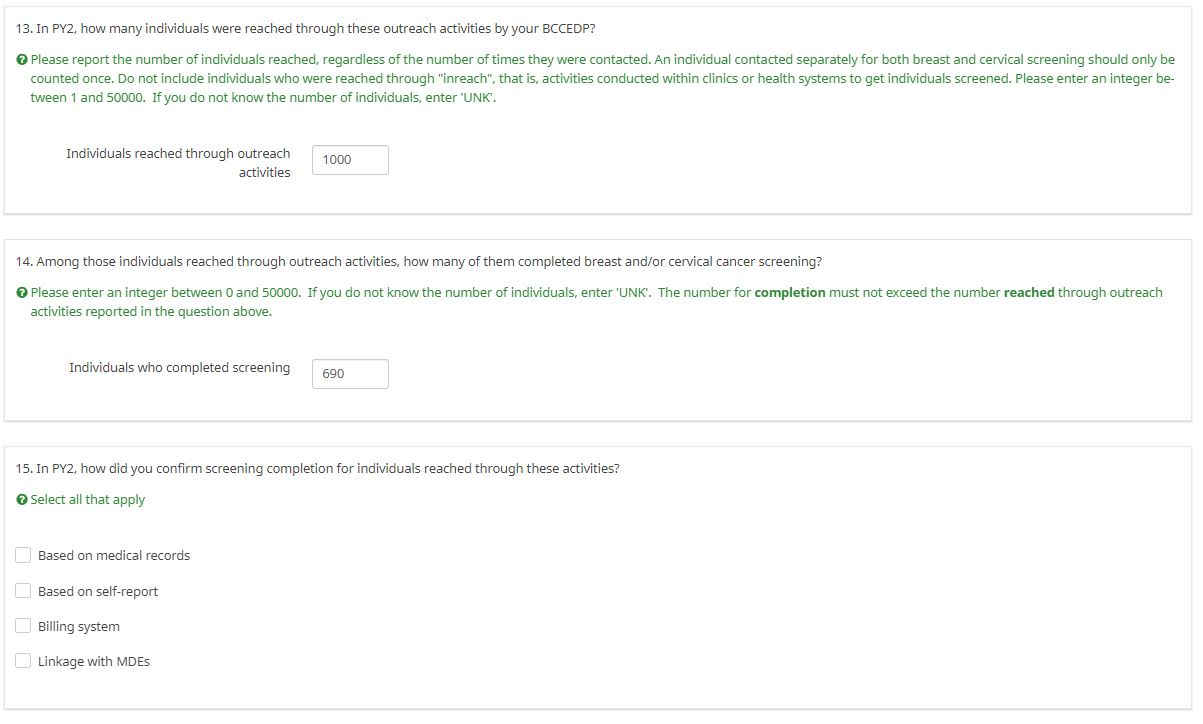 13. In PY2, how many individuals were reached through these outreach activities by your BCCEDP?
Please report the number of individuals reached, regardless of the number of times they were contacted. An individual contacted separately for both breast and cervical screening should only be
counted once. Do not include individuals who were reached through "inreach", that is, activities conducted within clinics or health systems to get individuals screened. Please enter an integer be-
tween 1 and 50000. If you do not know the number of individuals, enter 'UNK'.
Individuals reached through outreach
activities
1000
14. Among those individuals reached through outreach activities, how many of them completed breast and/or cervical cancer screening?
Please enter an integer between 0 and 50000. If you do not know the number of individuals, enter 'UNK'. The number for completion must not exceed the number reached through outreach
activities reported in the question above.
Individuals who completed screening
690
15. In PY2, how did you confirm screening completion for individuals reached through these activities?
Select all that apply
Based on medical records
Based on self-report
Billing system
Linkage with MDEs